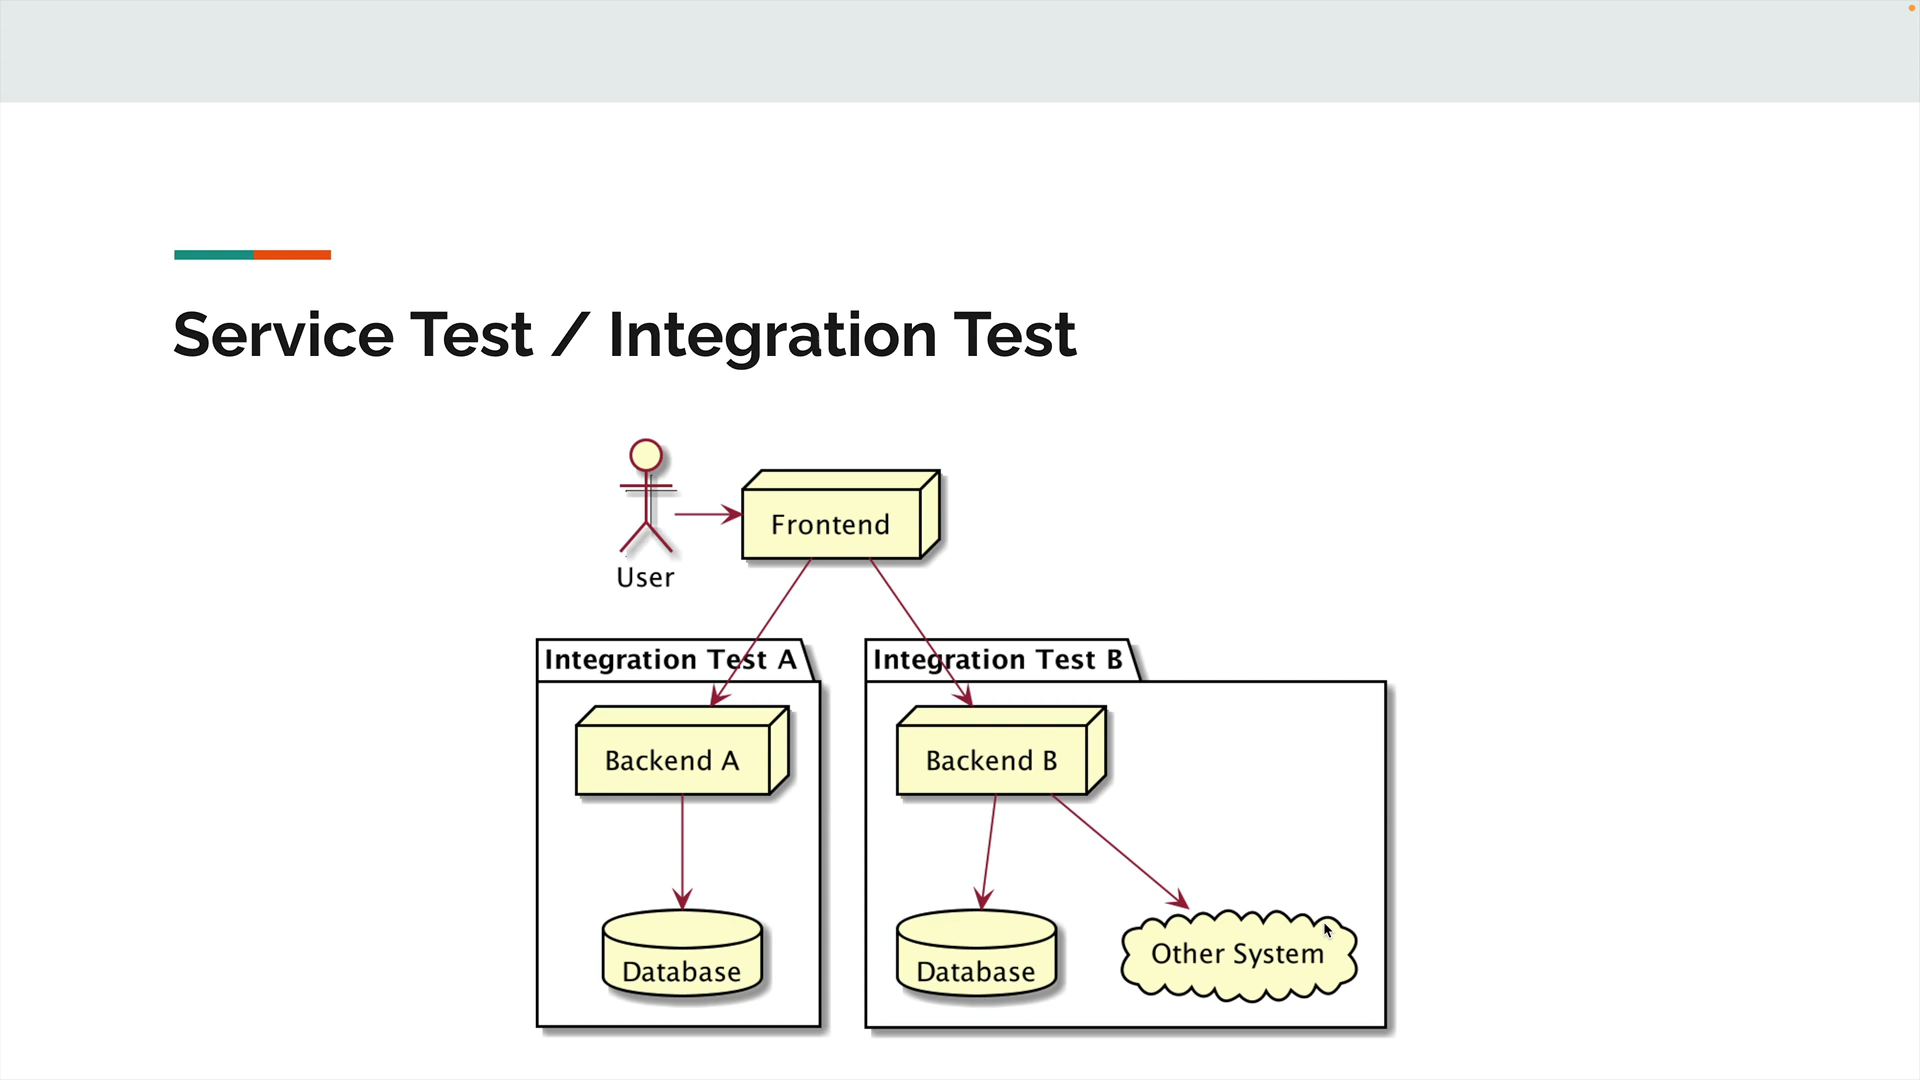 Service Test / Integration Test
Frontend
User
Integration Test A
Integration Test B
Backend A
Backend B
Database
Database
Other System